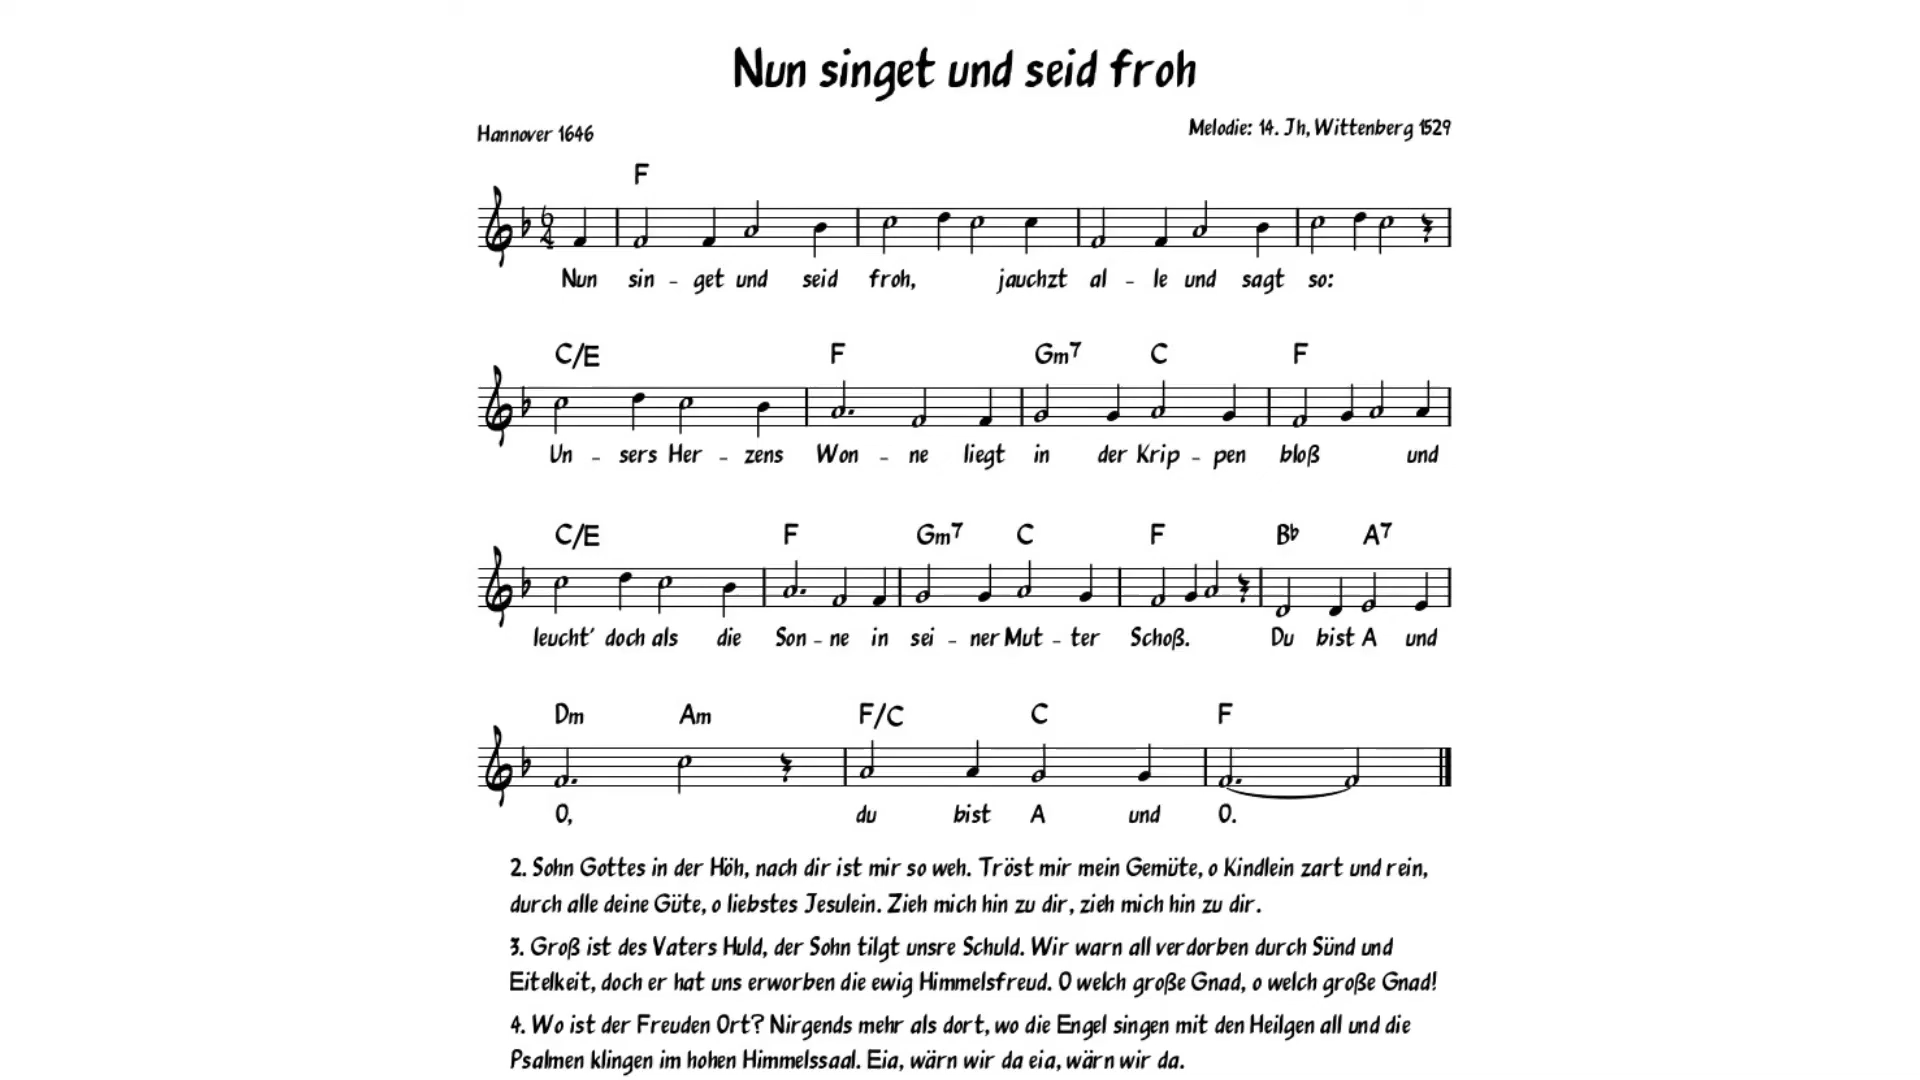 Nun singet und seid froh
Hannover 1646
Melodie: 14. Jh, Wittenberg 1529
F
6
4
Nun sin - get und seid froh, jauchzt al - le und sagt so:
C/E F Gm7 C F
Un - sers Her - zens Won - ne liegt in der Krip - pen bloß und
C/E F Gm7 C F B♭ A7
leucht' doch als die Son - ne in sei - ner Mut - ter Schoß. Du bist A und
Dm Am F/C C F
O, du bist A und O.
2. Sohn Gottes in der Höh, nach dir ist mir so weh. Tröst mir mein Gemüte, o Kindlein zart und rein,
durch alle deine Güte, o liebstes Jesulein. Zieh mich hin zu dir, zieh mich hin zu dir.
3. Groß ist des Vaters Huld, der Sohn tilgt unsre Schuld. Wir warn all verdorben durch Sünd und
Eitelkeit, doch er hat uns erworben die ewig Himmelsfreud. O welch große Gnad, o welch große Gnad!
4. Wo ist der Freuden Ort? Nirgends mehr als dort, wo die Engel singen mit den Heilgen all und die
Psalmen klingen im hohen Himmelssaal. Eia, wärn wir da eia, wärn wir da.